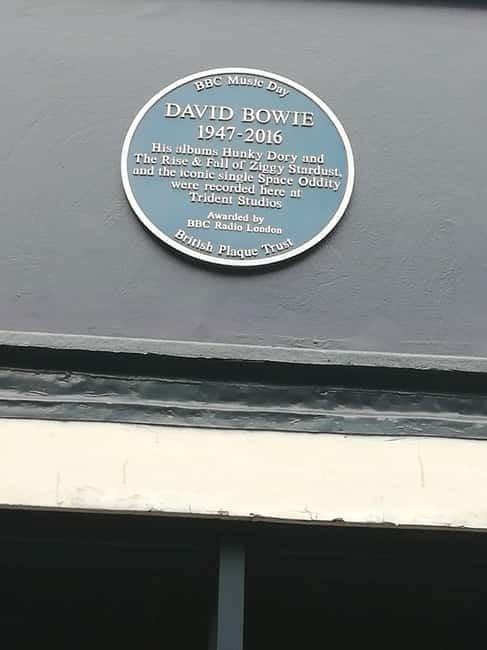 BBC Music Day
DAVID BOWIE
1947-2016
His albums Hunky Dory and
The Rise & Fall of Ziggy Stardust,
and the iconic single Space Oddity
were recorded here at
Trident Studios
Awarded by
BBC Radio London
British Plaque Trust